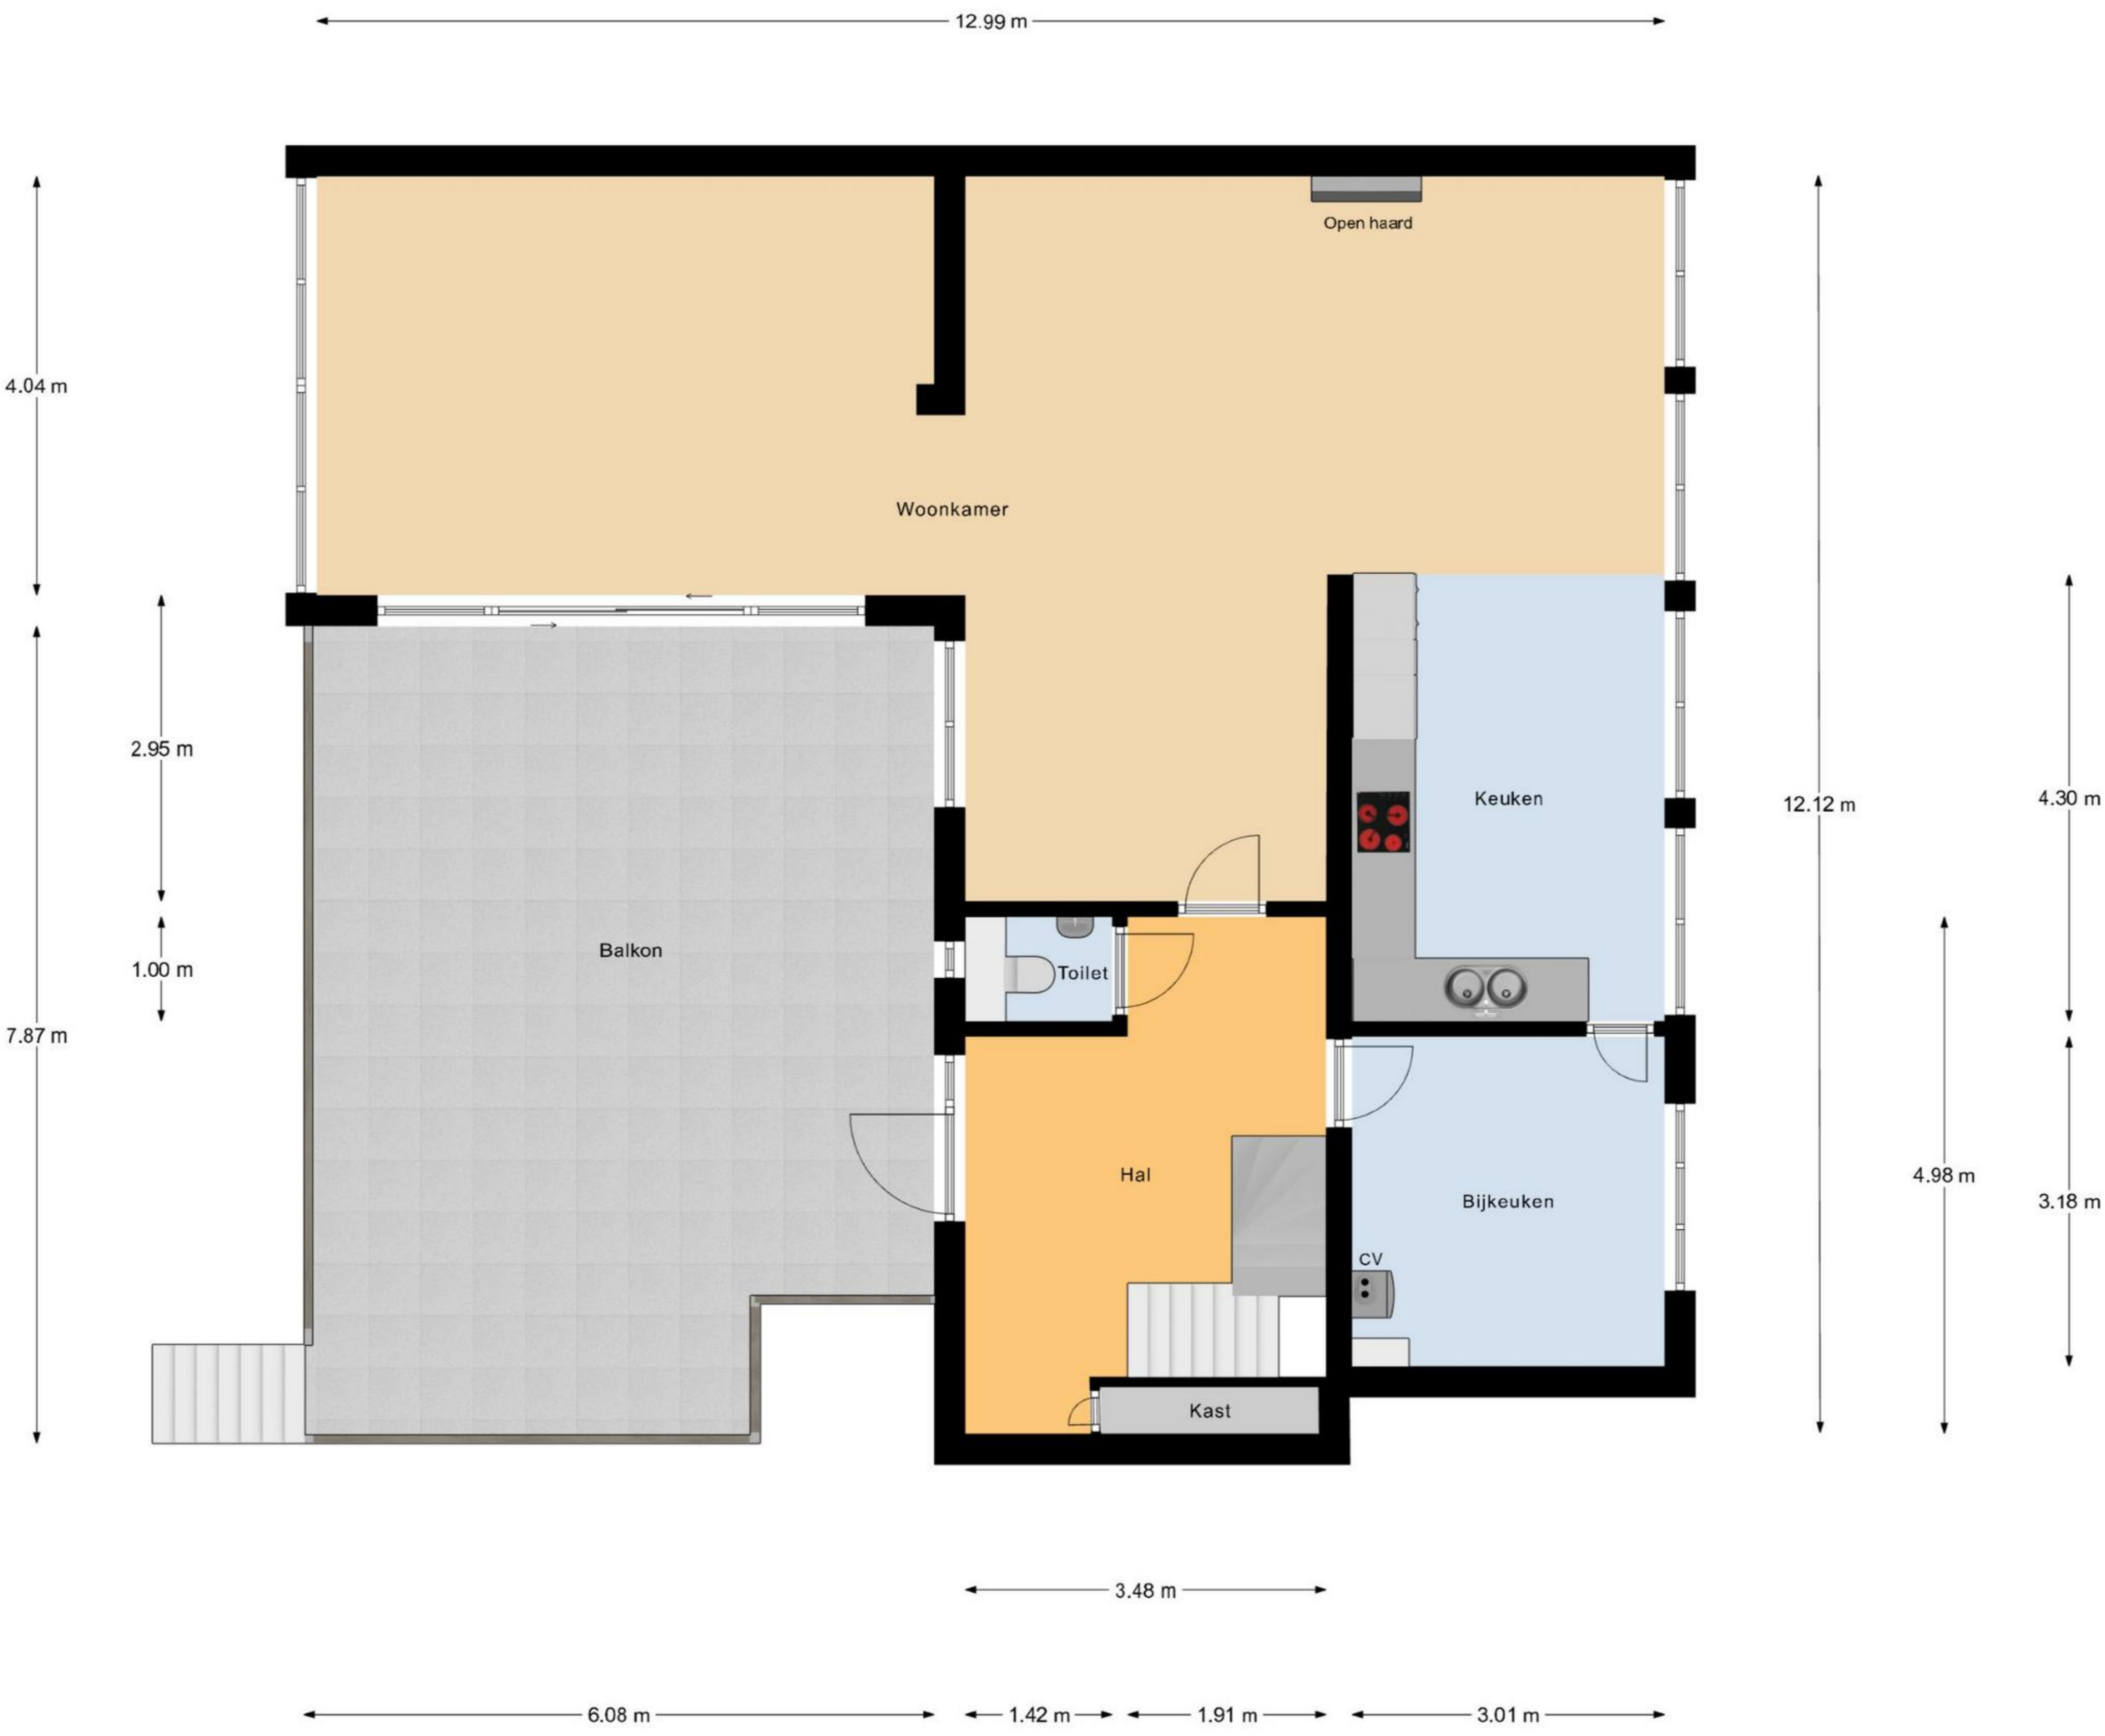 12.99 m
Open haard
4.04 m
Woonkamer
2.95 m
Keuken
12.12 m
4.30 m
Balkon
1.00 m
Toilet
7.87 m
Hal
4.98 m
Bijkeuken
3.18 m
CV
Kast
3.48 m
6.08 m
1.42 m
1.91 m
3.01 m